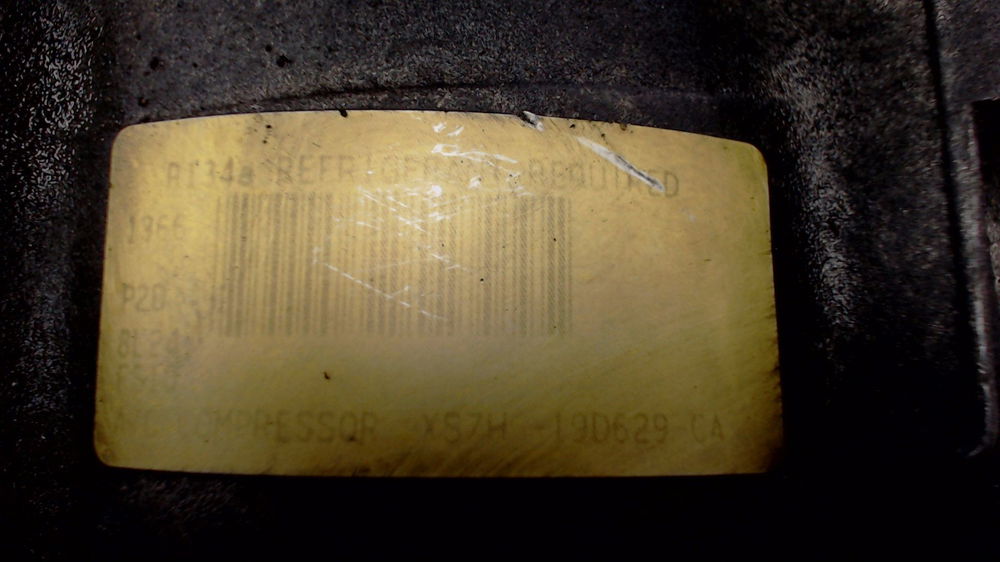 R134a REFRIGERANT REQUIRED
1966
P20
COMPRESSOR XS7H -19D629-CA